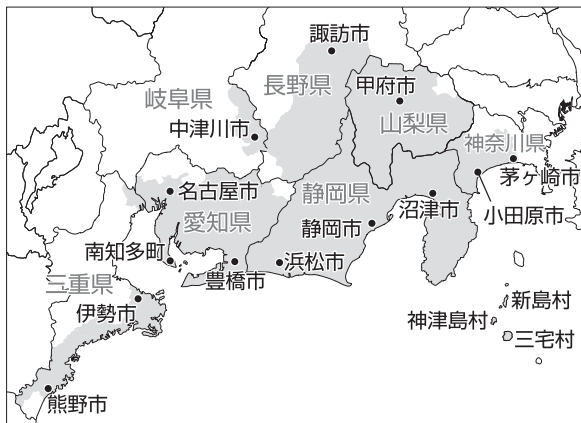 諏訪市
長野県
甲府市
岐阜県
山梨県
中津川市
神奈川県
茅ヶ崎市
名古屋市
静岡県
沼津市
小田原市
愛知県
静岡市
南知多町
豊橋市
浜松市
三重県
伊勢市
新島村
神津島村
三宅村
熊野市